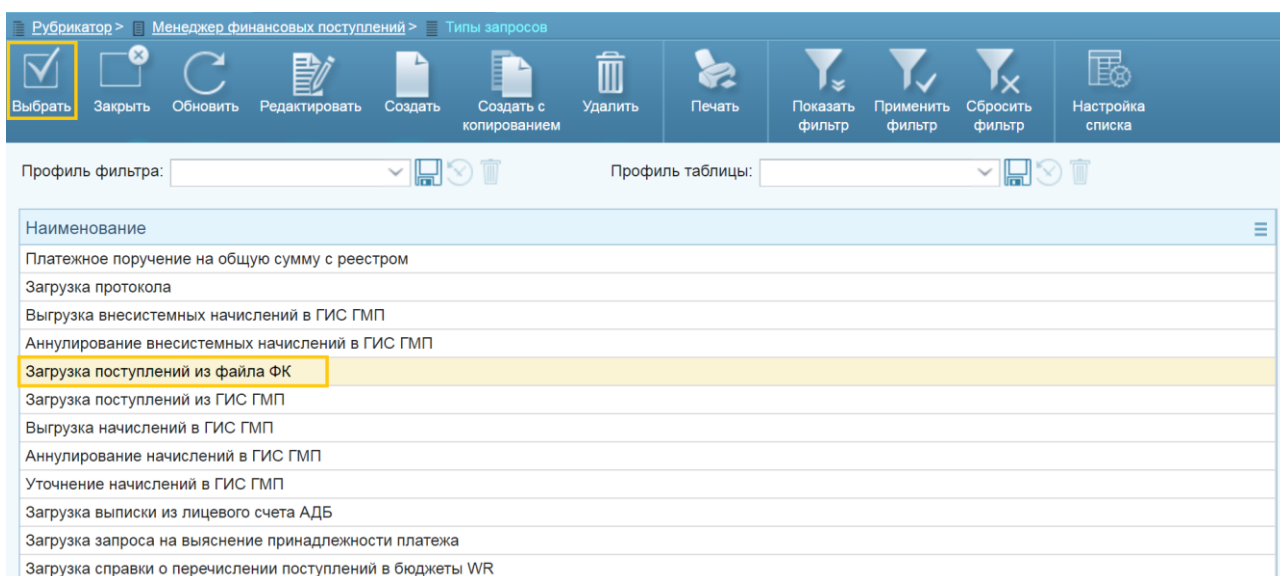 Рубрикатор > Менеджер финансовых поступлений > Типы запросов
Выбрать Закрыть Обновить Редактировать Создать Создать с копированием Удалить Печать Показать фильтр Применить фильтр Сбросить фильтр Настройка списка
Профиль фильтра: Профиль таблицы:
Наименование
Платежное поручение на общую сумму с реестром
Загрузка протокола
Выгрузка внесистемных начислений в ГИС ГМП
Аннулирование внесистемных начислений в ГИС ГМП
Загрузка поступлений из файла ФК
Загрузка поступлений из ГИС ГМП
Выгрузка начислений в ГИС ГМП
Аннулирование начислений в ГИС ГМП
Уточнение начислений в ГИС ГМП
Загрузка выписки из лицевого счета АДБ
Загрузка запроса на выяснение принадлежности платежа
Загрузка справки о перечислении поступлений в бюджеты WR